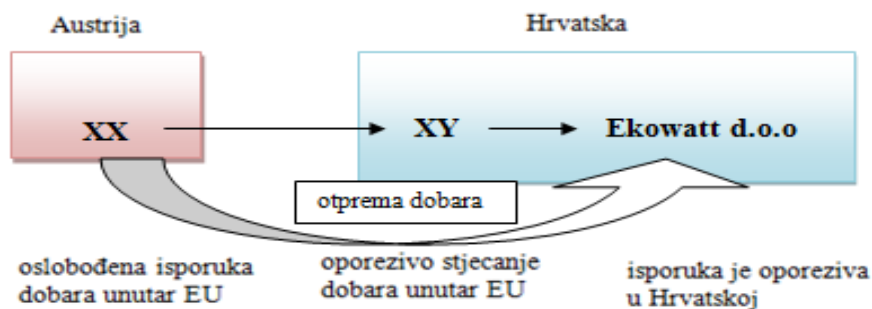 Austrija
Hrvatska
XX
XY
Ekowatt d.o.o
otprema dobara
oslobođena isporuka
dobara unutar EU
oporezivo stjecanje
dobara unutar EU
isporuka je oporeziva
u Hrvatskoj